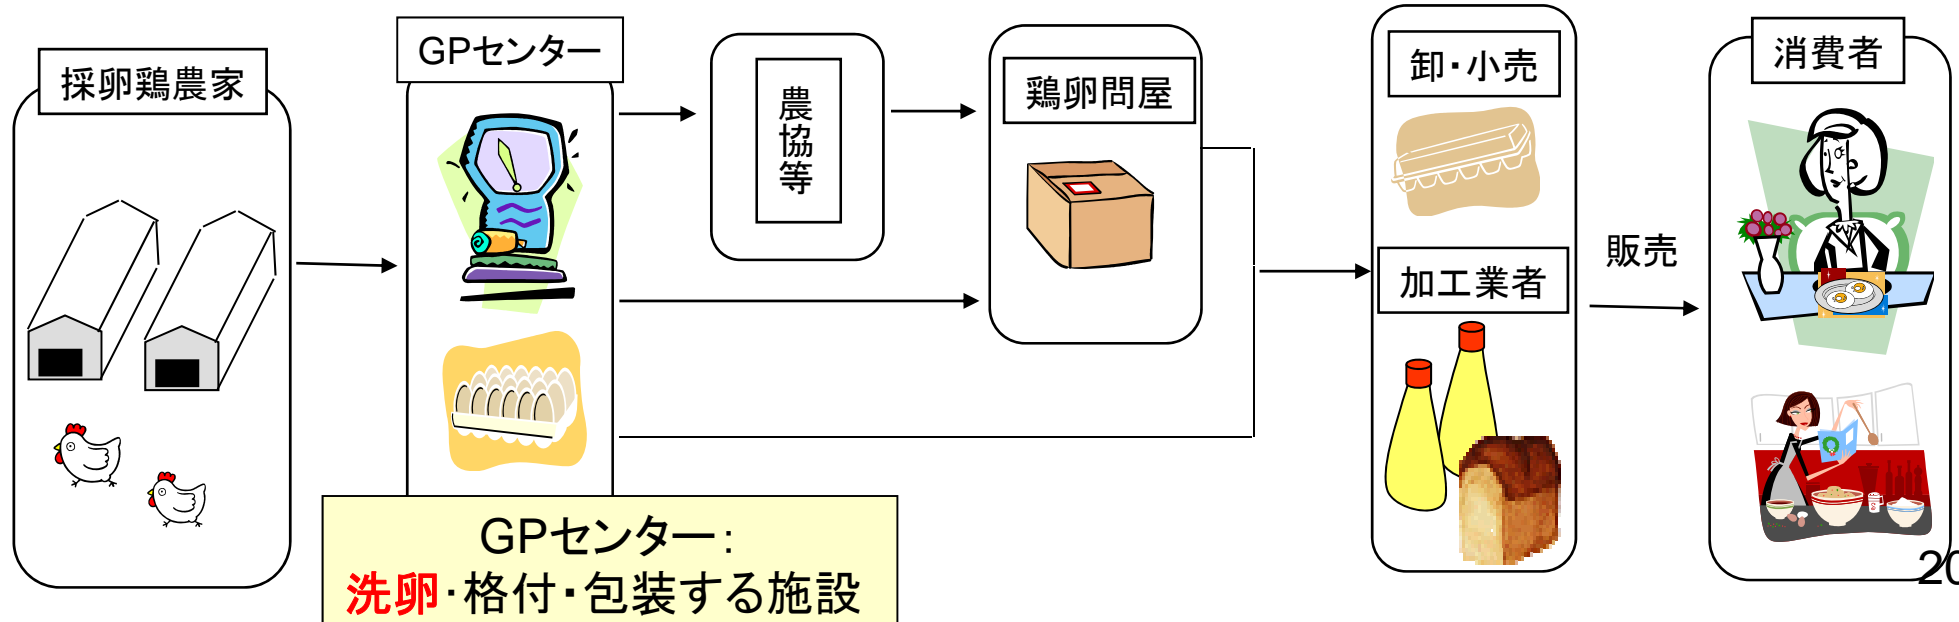 採卵鶏農家
GPセンター
農協等
鶏卵問屋
卸・小売
加工業者
販売
消費者
GPセンター：
洗卵・格付・包装する施設
20